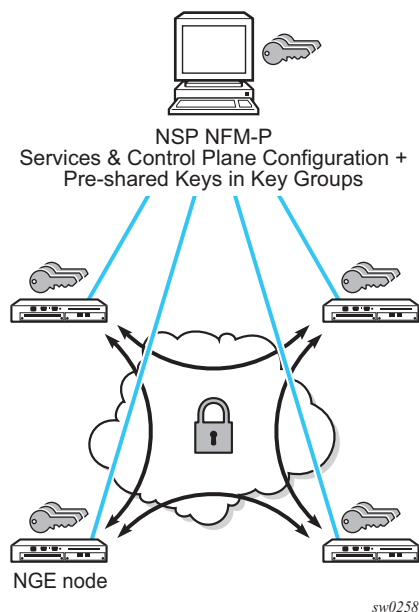 NSP NFM-P
Services & Control Plane Configuration +
Pre-shared Keys in Key Groups
NGE node
sw0258